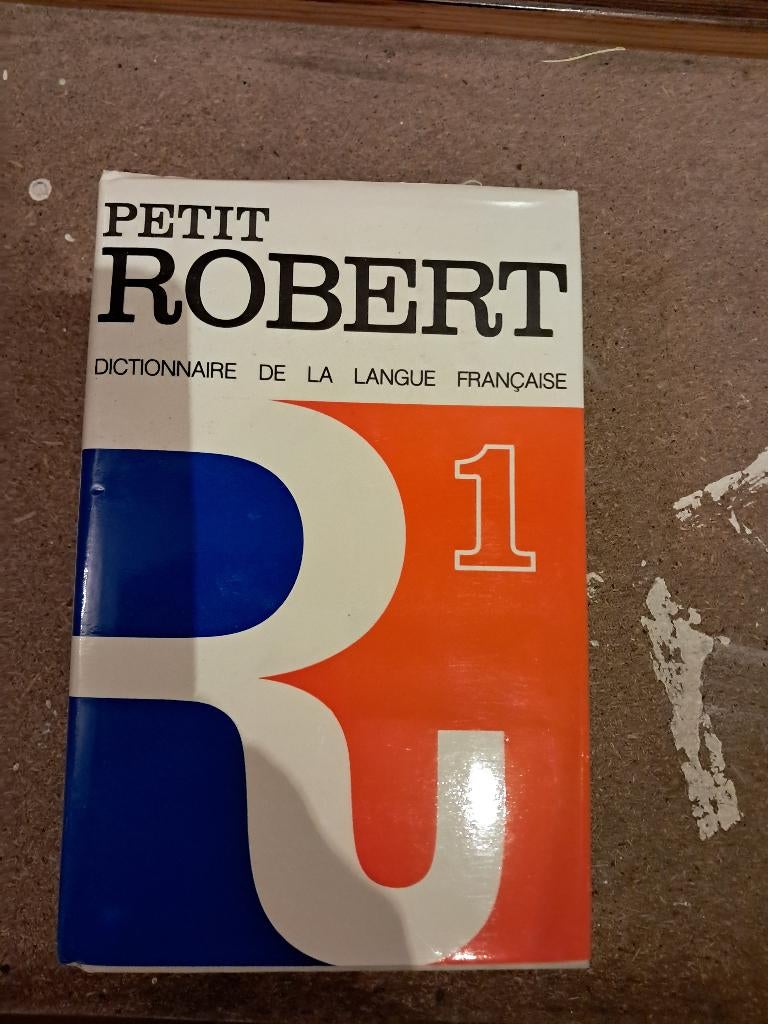 PETIT
ROBERT
DICTIONNAIRE DE LA LANGUE FRANÇAISE
1
R